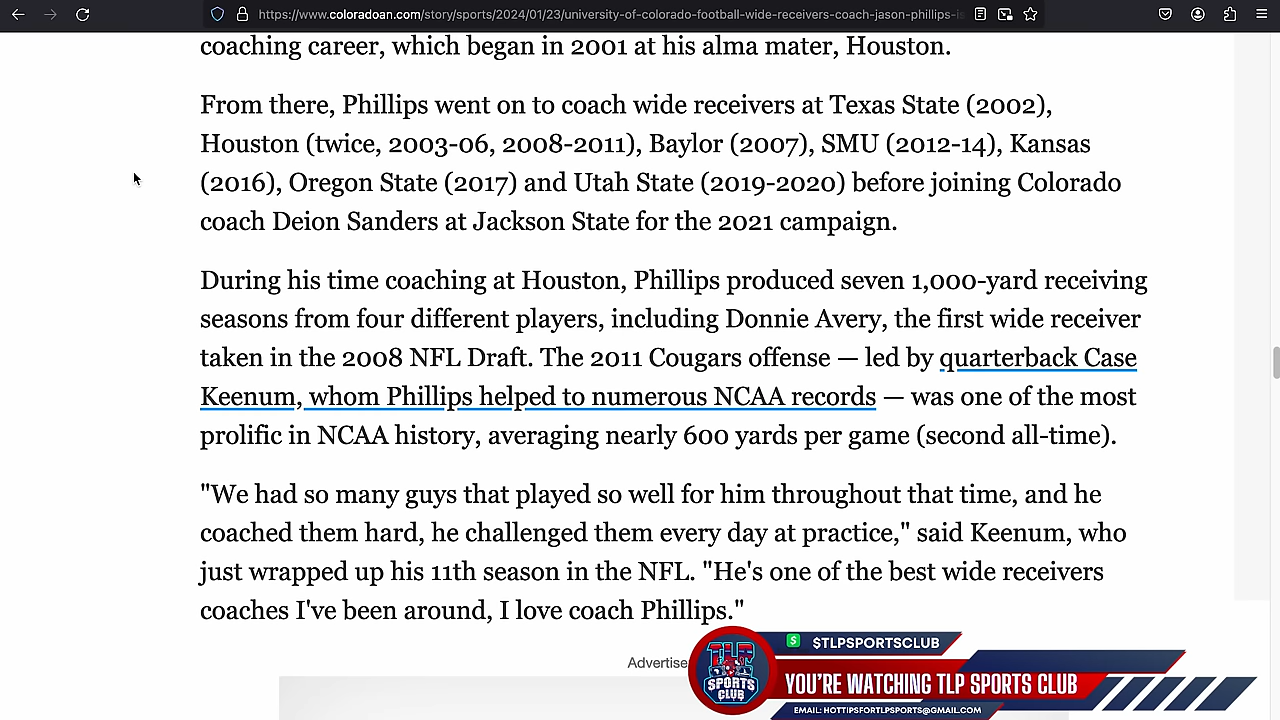 https://www.coloradoan.com/story/sports/2024/01/23/university-of-colorado-football-wide-receivers-coach-jason-phillips-is
coaching career, which began in 2001 at his alma mater, Houston.
From there, Phillips went on to coach wide receivers at Texas State (2002),
Houston (twice, 2003-06, 2008-2011), Baylor (2007), SMU (2012-14), Kansas
(2016), Oregon State (2017) and Utah State (2019-2020) before joining Colorado
coach Deion Sanders at Jackson State for the 2021 campaign.
During his time coaching at Houston, Phillips produced seven 1,000-yard receiving
seasons from four different players, including Donnie Avery, the first wide receiver
taken in the 2008 NFL Draft. The 2011 Cougars offense — led by quarterback Case
Keenum, whom Phillips helped to numerous NCAA records — was one of the most
prolific in NCAA history, averaging nearly 600 yards per game (second all-time).
"We had so many guys that played so well for him throughout that time, and he
coached them hard, he challenged them every day at practice," said Keenum, who
just wrapped up his 11th season in the NFL. "He's one of the best wide receivers
coaches I've been around, I love coach Phillips."
Advertise
$ $TLPSPORTSCLUB
TLP
SPORTS
CLUB
YOU'RE WATCHING TLP SPORTS CLUB
EMAIL: HOTTIPSFORTLPSPORTS@GMAIL.COM